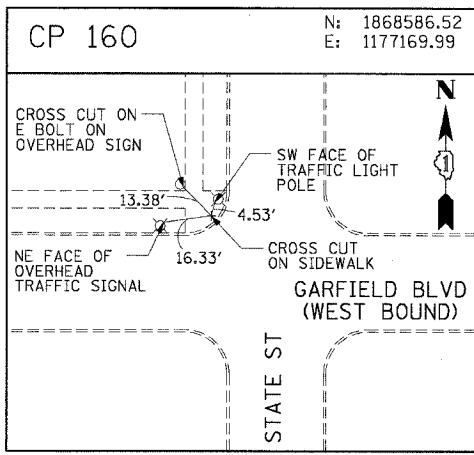 CP 160
N: 1868586.52
E: 1177169.99
CROSS CUT ON
E BOLT ON
OVERHEAD SIGN
N
1
SW FACE OF
TRAFFIC LIGHT
POLE
13.38'
4.53'
16.33'
NE FACE OF
OVERHEAD
TRAFFIC SIGNAL
CROSS CUT
ON SIDEWALK
GARFIELD BLVD
(WEST BOUND)
STATE ST